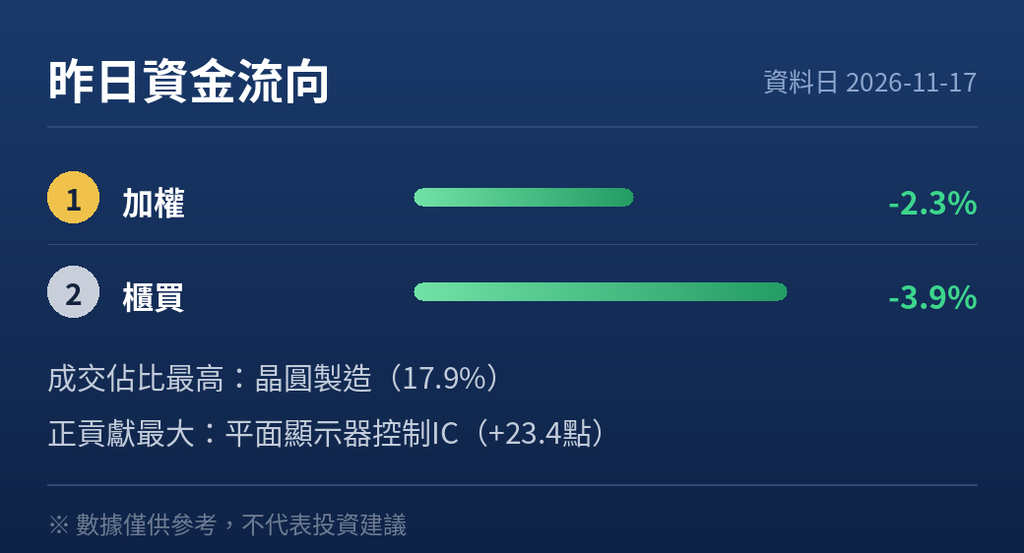 昨日資金流向
資料日 2026-11-17
1 加權 -2.3%
2 櫃買 -3.9%
成交佔比最高：晶圓製造（17.9%）
正貢獻最大：平面顯示器控制IC（+23.4點）
※ 數據僅供參考，不代表投資建議